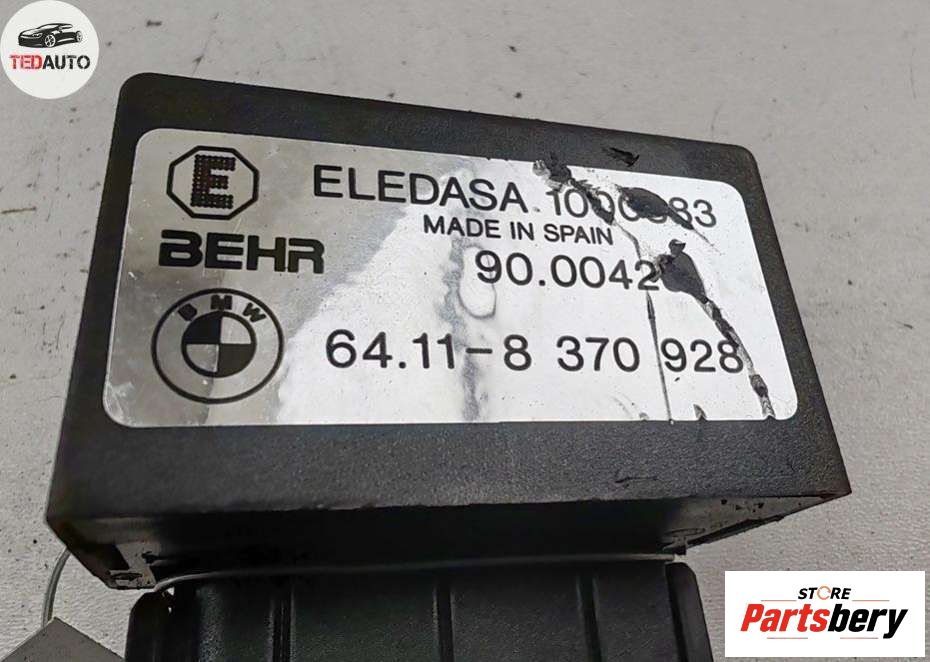 TEDAUTO
E
ELEDASA
MADE IN SPAIN
BEHR
90.0042
BMW
64.11-8 370 928
STORE
Partsbery